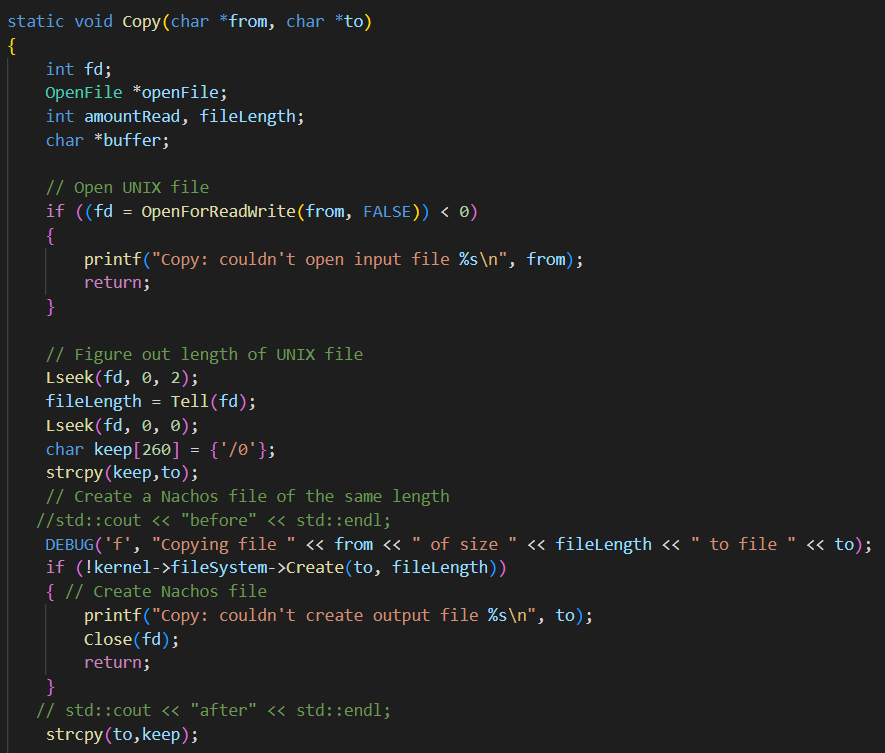 static void Copy(char *from, char *to)
{
    int fd;
    OpenFile *openFile;
    int amountRead, fileLength;
    char *buffer;

    // Open UNIX file
    if ((fd = OpenForReadWrite(from, FALSE)) < 0)
    {
        printf("Copy: couldn't open input file %s\n", from);
        return;
    }

    // Figure out length of UNIX file
    Lseek(fd, 0, 2);
    fileLength = Tell(fd);
    Lseek(fd, 0, 0);
    char keep[260] = {'/0'};
    strcpy(keep,to);
    // Create a Nachos file of the same length
   //std::cout << "before" << std::endl;
    DEBUG('f', "Copying file " << from << " of size " << fileLength << " to file " << to);
    if (!kernel->fileSystem->Create(to, fileLength))
    { // Create Nachos file
        printf("Copy: couldn't create output file %s\n", to);
        Close(fd);
        return;
    }
   // std::cout << "after" << std::endl;
    strcpy(to,keep);